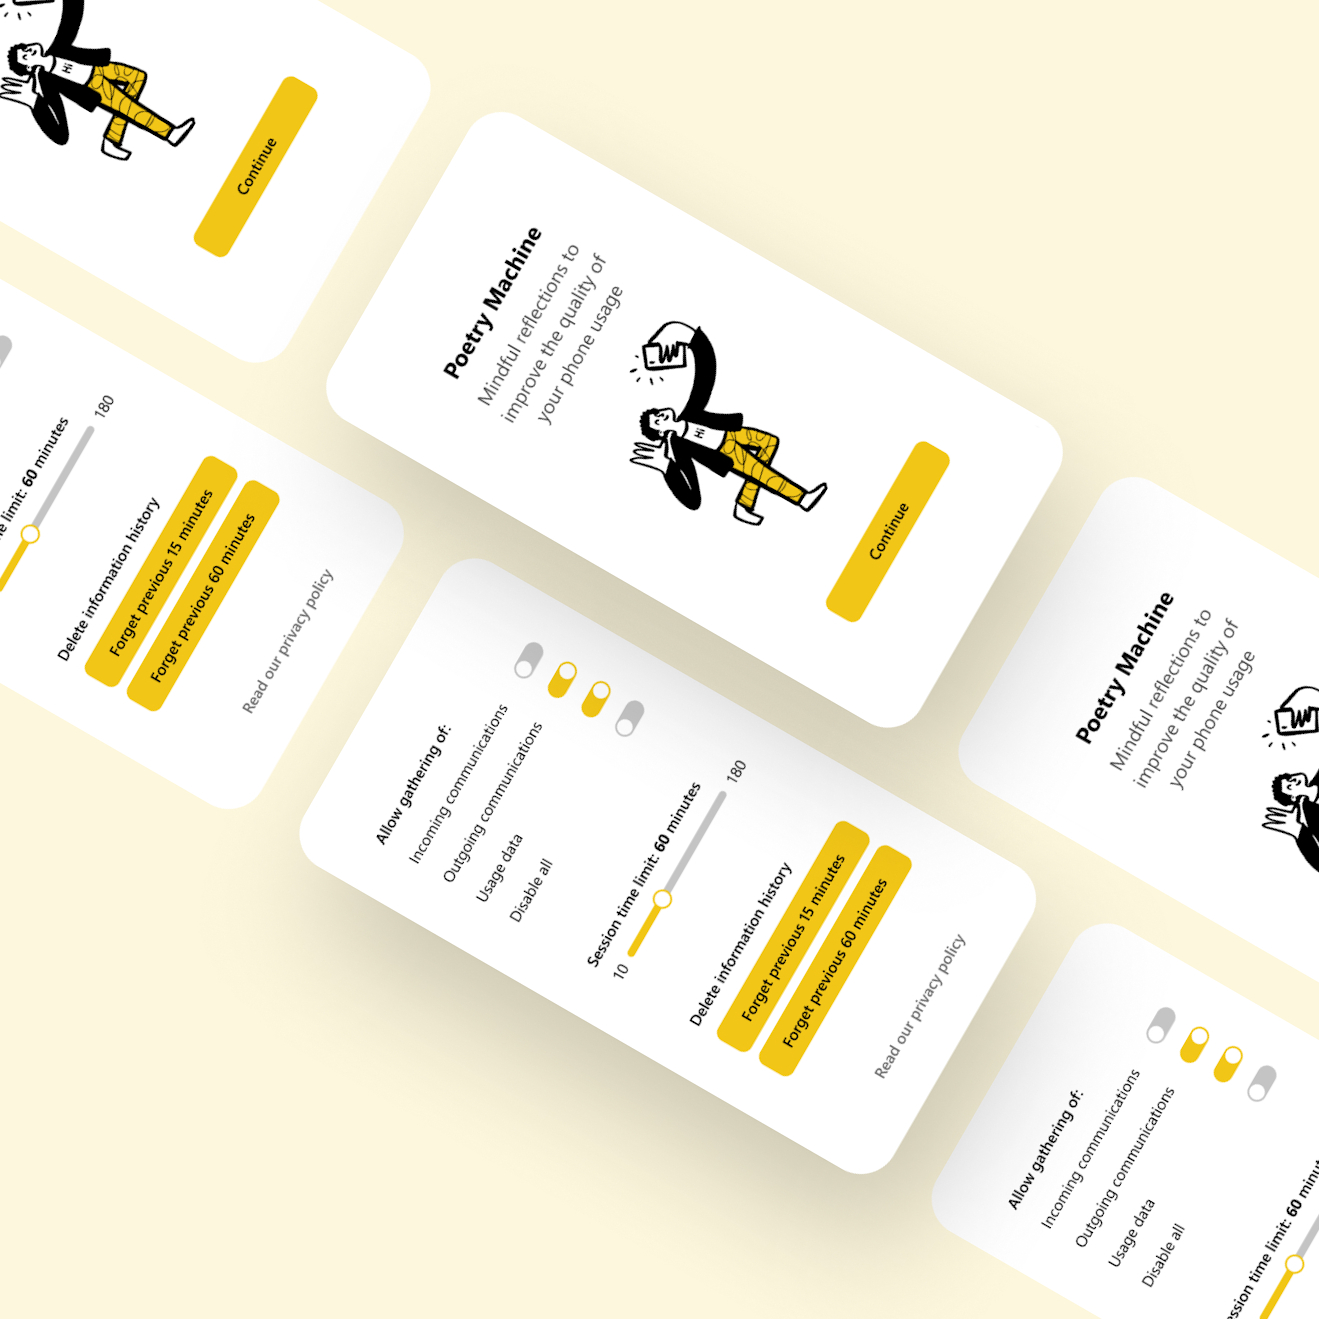 Hi
Continue
Poetry Machine
Mindful reflections to
improve the quality of
your phone usage
Hi
Continue
limit: 60 minutes
180
Delete information history
Forget previous 15 minutes
Forget previous 60 minutes
Read our privacy policy
Allow gathering of:
Incoming communications
Outgoing communications
Usage data
Disable all
Session time limit: 60 minutes
10
180
Delete information history
Forget previous 15 minutes
Forget previous 60 minutes
Read our privacy policy
Poetry Machine
Mindful reflections to
improve the quality of
your phone usage
Allow gathering of:
Incoming communications
Outgoing communications
Usage data
Disable all
time limit: 60